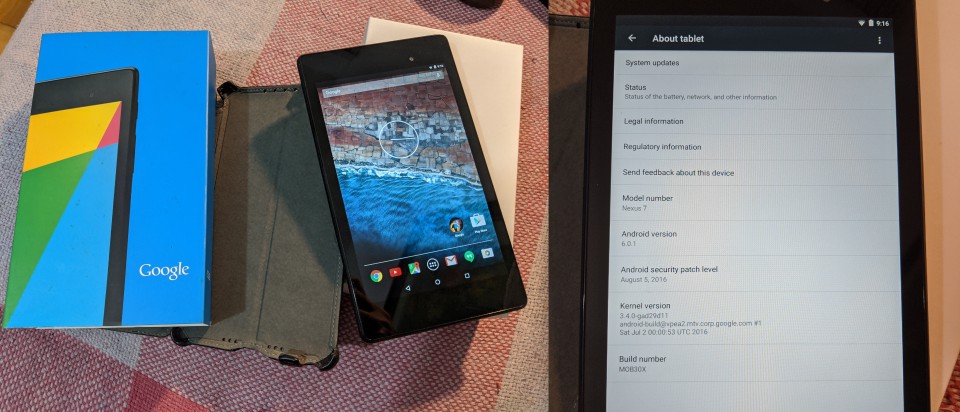 Google
Google
Play Store
9:16
About tablet
System updates
Status
Status of the battery, network, and other information
Legal information
Regulatory information
Send feedback about this device
Model number
Nexus 7
Android version
6.0.1
Android security patch level
August 5, 2016
Kernel version
3.4.0-gad29d11
android-build@vpea2.mtv.corp.google.com #1
Sat Jul 2 00:00:53 UTC 2016
Build number
MOB30X